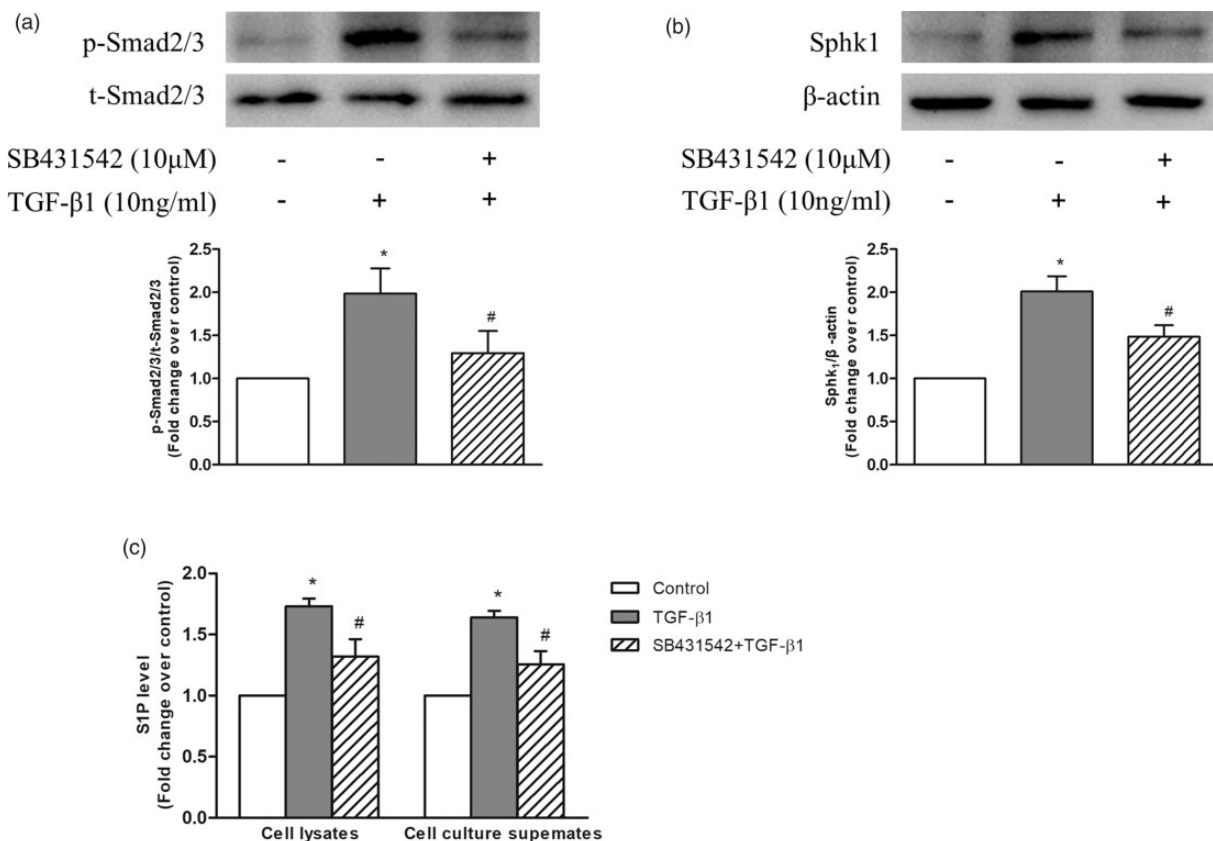 (a)
p-Smad2/3
t-Smad2/3
SB431542 (10μM) - - +
TGF-β1 (10ng/ml) - + +
p-Smad2/3/t-Smad2/3
(Fold change over control)
2.5
2.0
1.5
1.0
0.5
0.0
*
#
(b)
Sphk1
β-actin
SB431542 (10μM) - - +
TGF-β1 (10ng/ml) - + +
Sphk1/β -actin
(Fold change over control)
2.5
2.0
1.5
1.0
0.5
0.0
*
#
(c)
S1P level
(Fold change over control)
2.0
1.5
1.0
0.5
0.0
*
#
*
#
Cell lysates
Cell culture supemates
Control
TGF-β1
SB431542+TGF-β1